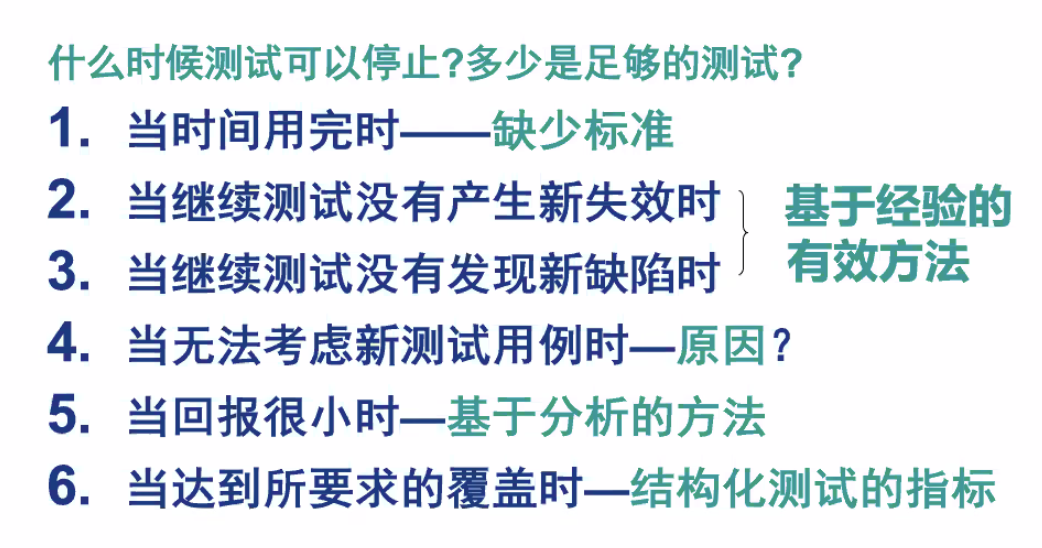 什么时候测试可以停止?多少是足够的测试?
1. 当时间用完时——缺少标准
2. 当继续测试没有产生新失效时
3. 当继续测试没有发现新缺陷时
基于经验的
有效方法
4. 当无法考虑新测试用例时—原因？
5. 当回报很小时—基于分析的方法
6. 当达到所要求的覆盖时—结构化测试的指标